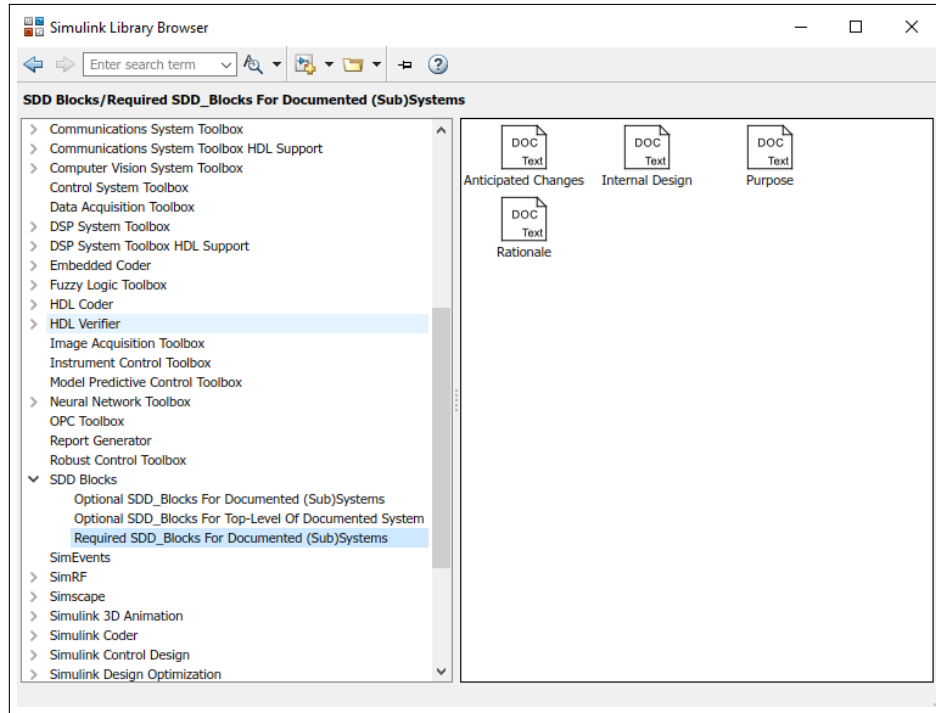 Simulink Library Browser
Enter search term
SDD Blocks/Required SDD_Blocks For Documented (Sub)Systems
Communications System Toolbox
Communications System Toolbox HDL Support
Computer Vision System Toolbox
Control System Toolbox
Data Acquisition Toolbox
DSP System Toolbox
DSP System Toolbox HDL Support
Embedded Coder
Fuzzy Logic Toolbox
HDL Coder
HDL Verifier
Image Acquisition Toolbox
Instrument Control Toolbox
Model Predictive Control Toolbox
Neural Network Toolbox
OPC Toolbox
Report Generator
Robust Control Toolbox
SDD Blocks
Optional SDD_Blocks For Documented (Sub)Systems
Optional SDD_Blocks For Top-Level Of Documented System
Required SDD_Blocks For Documented (Sub)Systems
SimEvents
SimRF
Simscape
Simulink 3D Animation
Simulink Coder
Simulink Control Design
Simulink Design Optimization
DOC DOC DOC
Text Text Text
Anticipated Changes Internal Design Purpose
DOC
Text
Rationale